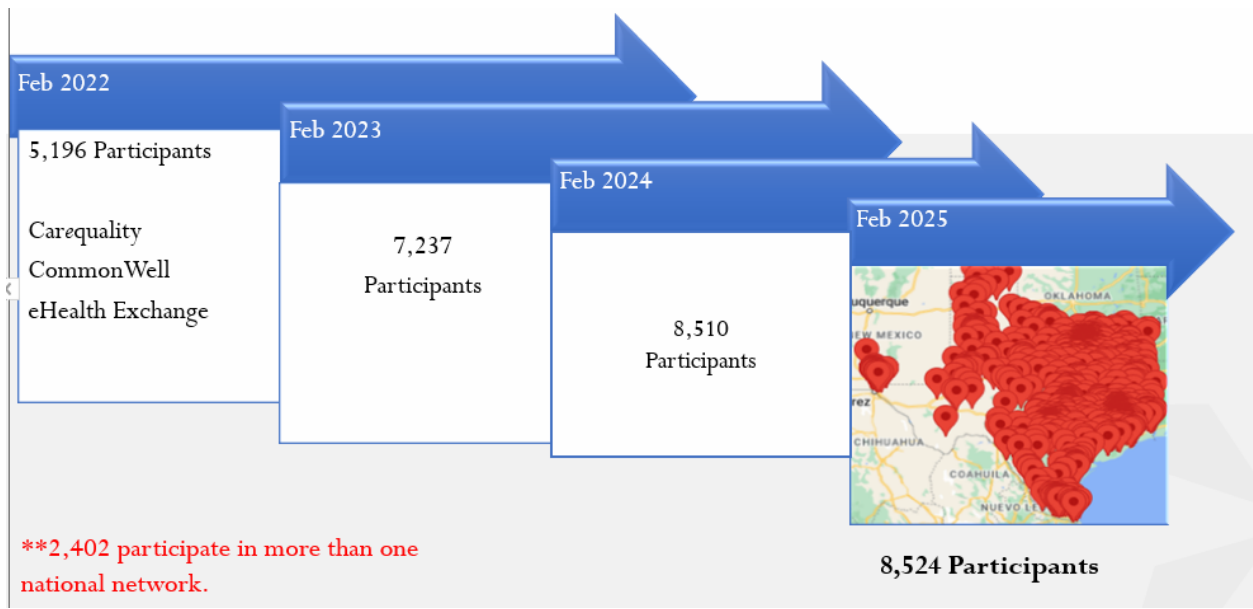 Feb 2022
5,196 Participants
Carequality
CommonWell
eHealth Exchange
Feb 2023
7,237
Participants
Feb 2024
8,510
Participants
Feb 2025
uquerque
OKLAHOMA
EW MEXICO
rez
CHIHUAHUA
COAHUILA
NUEVO LE
8,524 Participants
**2,402 participate in more than one
national network.